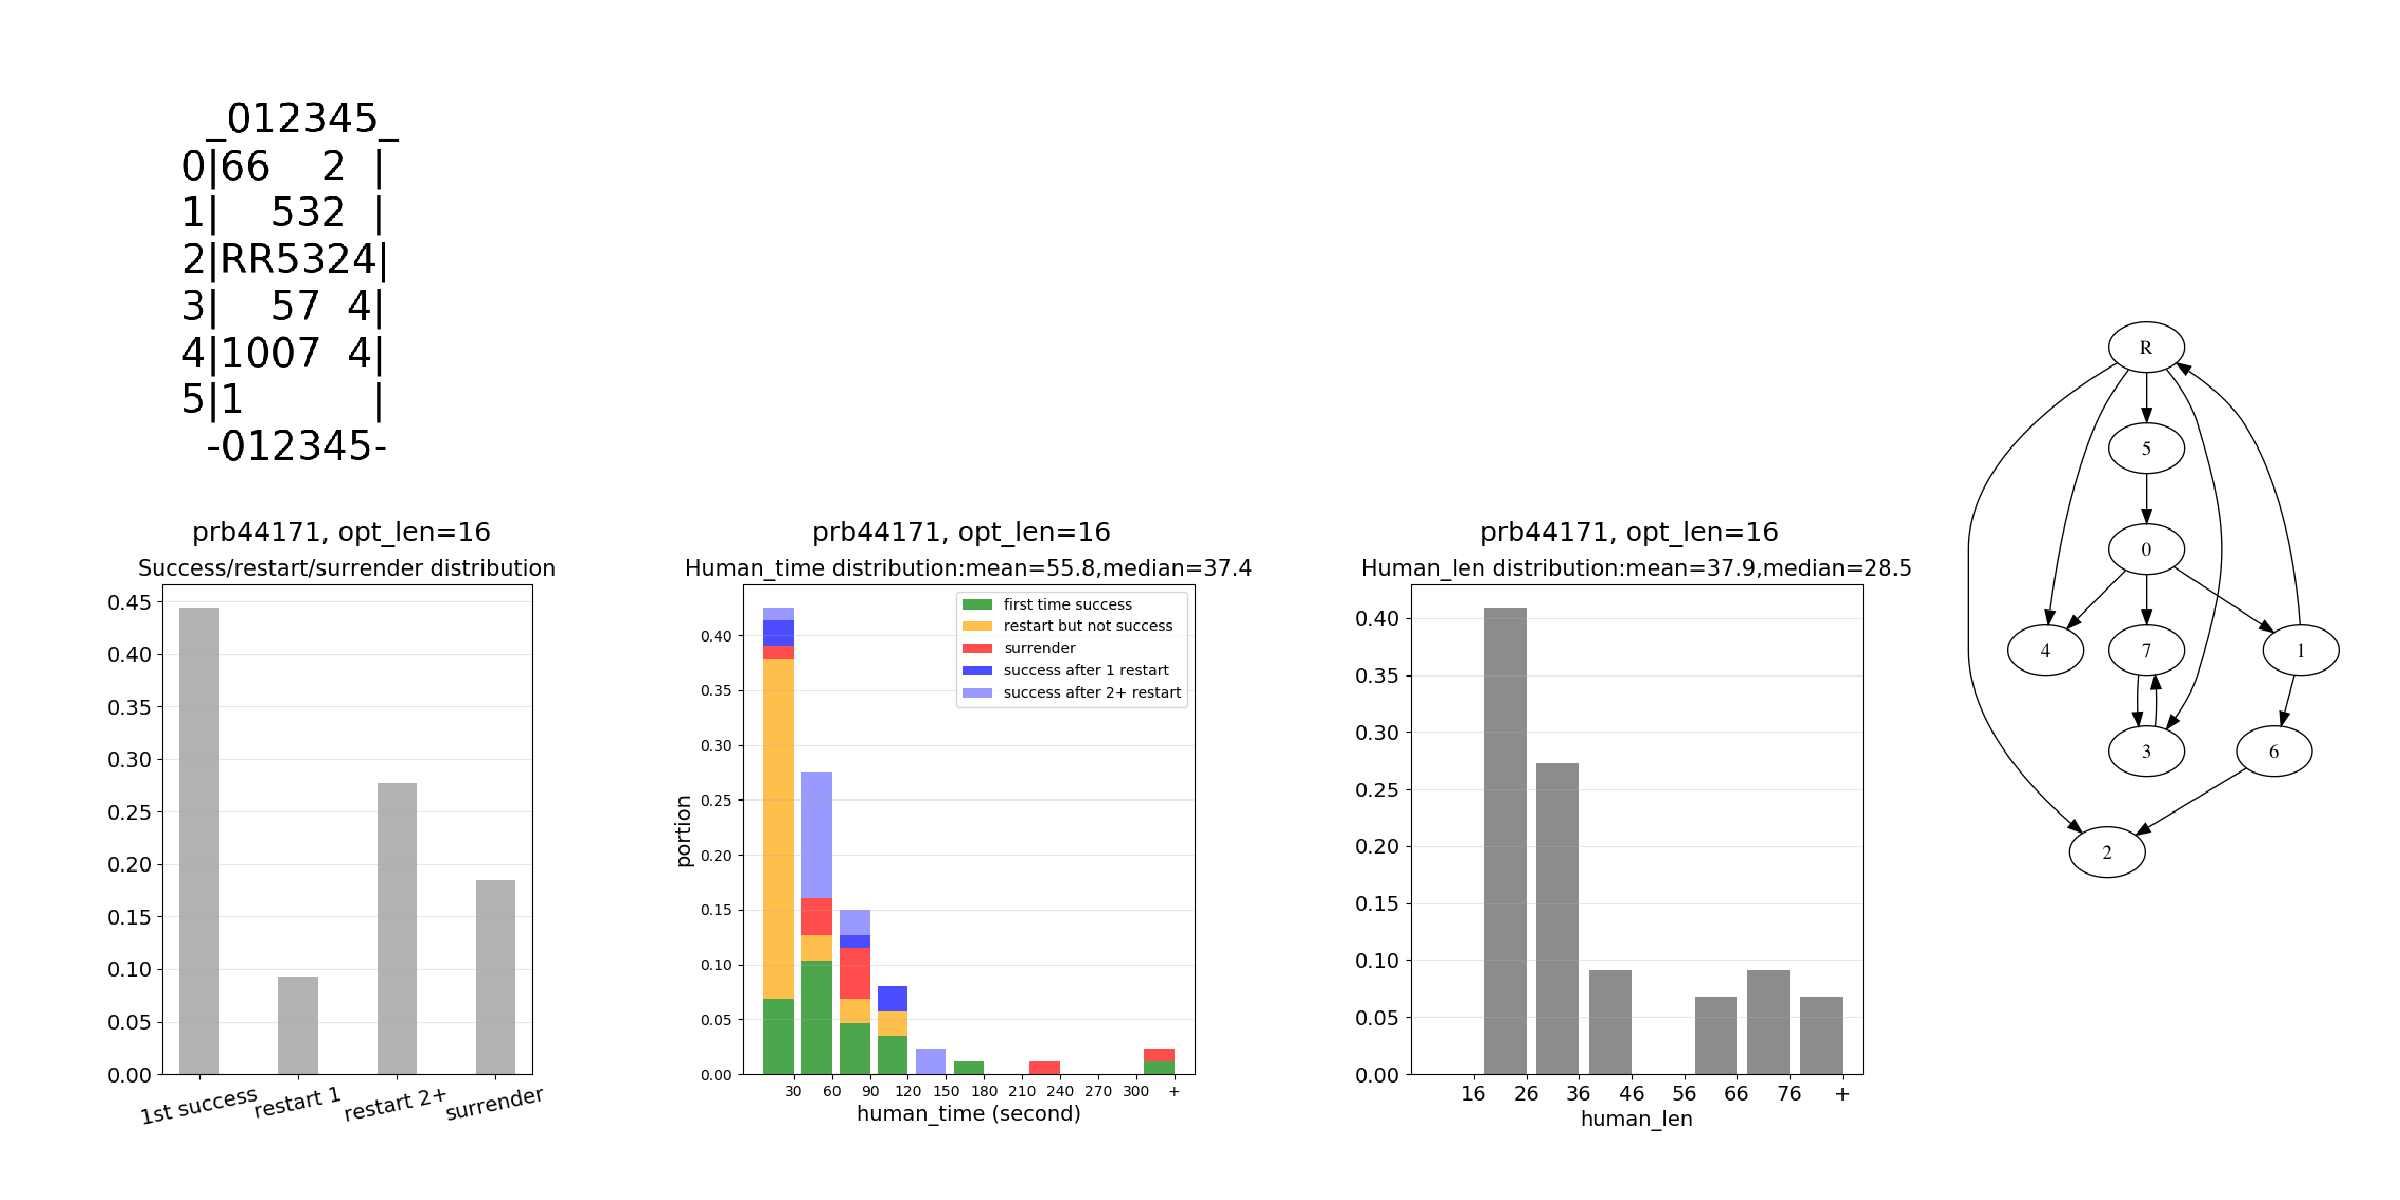 _012345_
0|66  2 |
1|  532 |
2|RR5324|
3|  57 4|
4|1007 4|
5|1     |
-012345-
prb44171, opt_len=16
Success/restart/surrender distribution
0.45
0.40
0.35
0.30
0.25
0.20
0.15
0.10
0.05
0.00
1st success
restart 1
restart 2+
surrender
prb44171, opt_len=16
Human_time distribution:mean=55.8,median=37.4
first time success
restart but not success
surrender
success after 1 restart
success after 2+ restart
portion
0.40
0.35
0.30
0.25
0.20
0.15
0.10
0.05
0.00
30 60 90 120 150 180 210 240 270 300 +
human_time (second)
prb44171, opt_len=16
Human_len distribution:mean=37.9,median=28.5
0.40
0.35
0.30
0.25
0.20
0.15
0.10
0.05
0.00
16 26 36 46 56 66 76 +
human_len
R
5
0
4 7 1
3 6
2